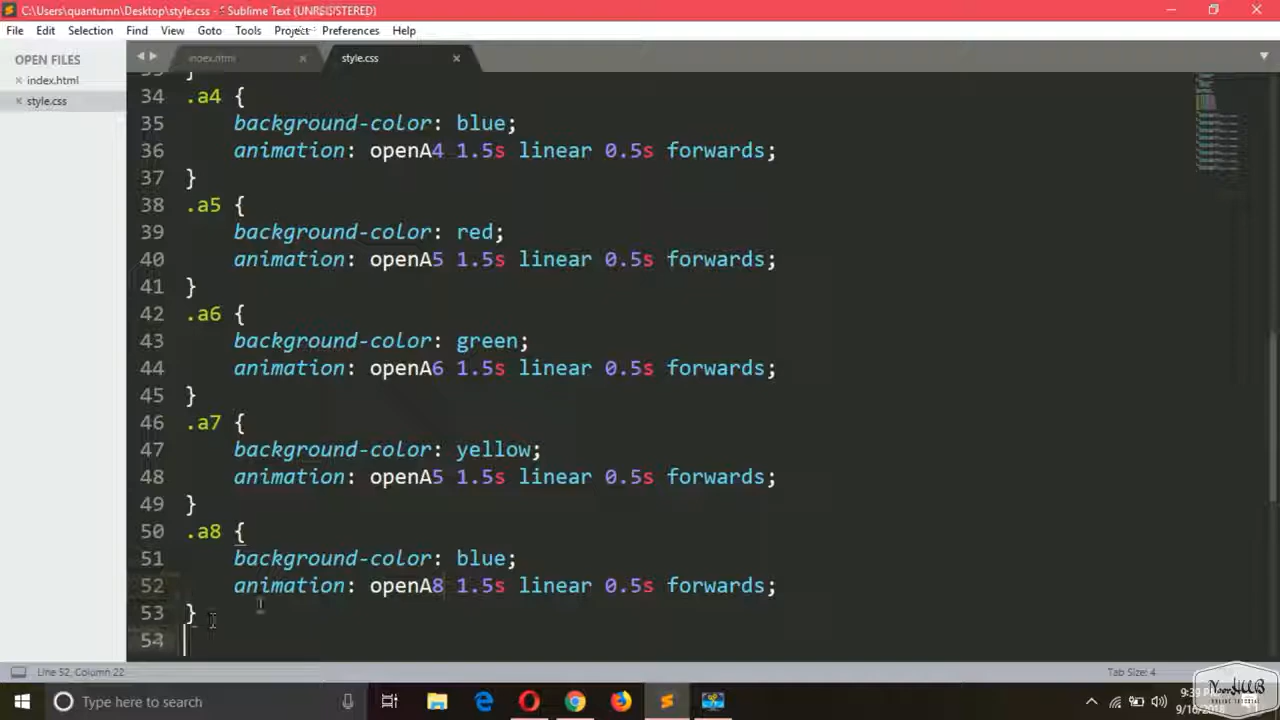 C:\Users\quantumn\Desktop\style.css - Sublime Text (UNREGISTERED)
File Edit Selection Find View Goto Tools Project Preferences Help
OPEN FILES
index.html
style.css
index.html
style.css
34 .a4 {
35 background-color: blue;
36 animation: openA4 1.5s linear 0.5s forwards;
37 }
38 .a5 {
39 background-color: red;
40 animation: openA5 1.5s linear 0.5s forwards;
41 }
42 .a6 {
43 background-color: green;
44 animation: openA6 1.5s linear 0.5s forwards;
45 }
46 .a7 {
47 background-color: yellow;
48 animation: openA5 1.5s linear 0.5s forwards;
49 }
50 .a8 {
51 background-color: blue;
52 animation: openA8 1.5s linear 0.5s forwards;
53 }
54
Line 52, Column 22
Tab Size: 4
Type here to search
9:39
ONLINE TUTORIAL